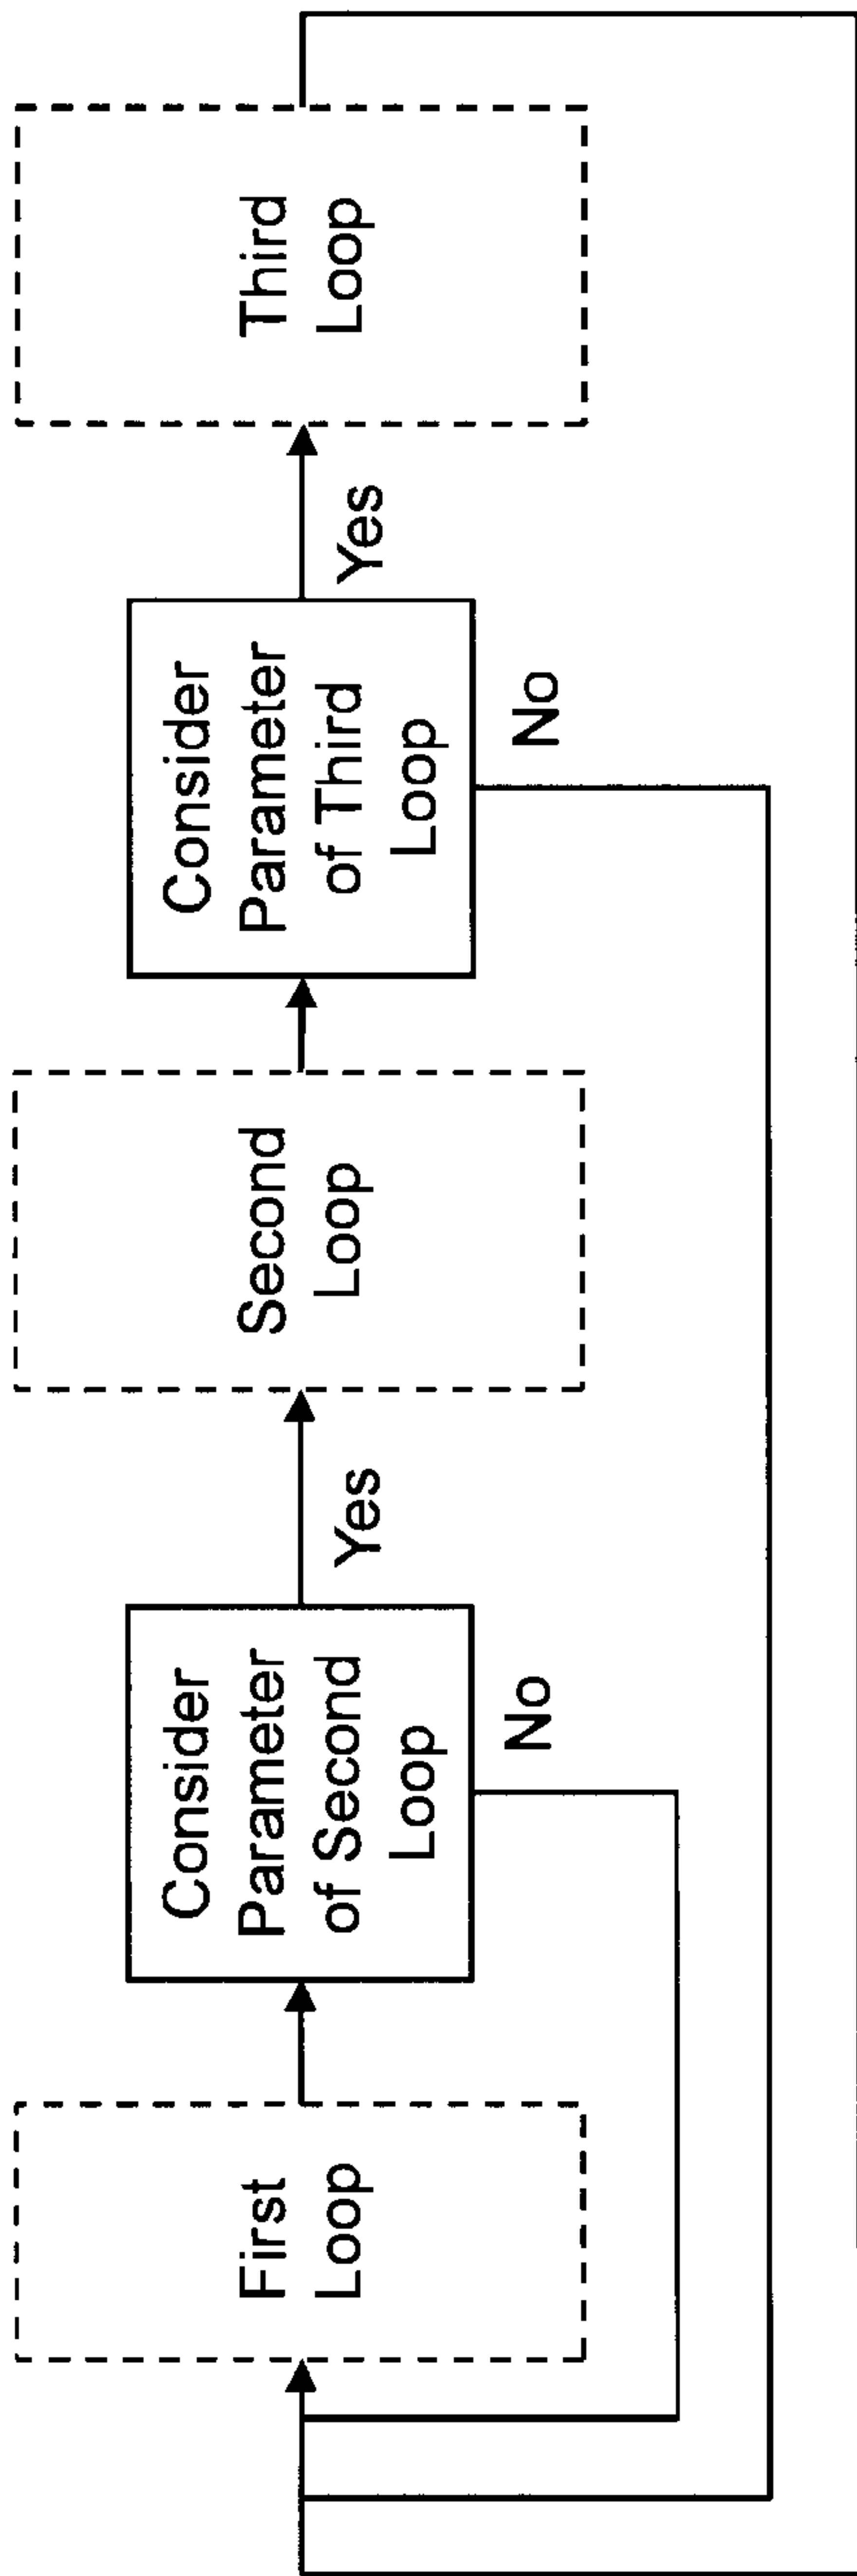 First
Loop
Consider
Parameter
of Second
Loop
Yes
No
Second
Loop
Consider
Parameter
of Third
Loop
Yes
No
Third
Loop